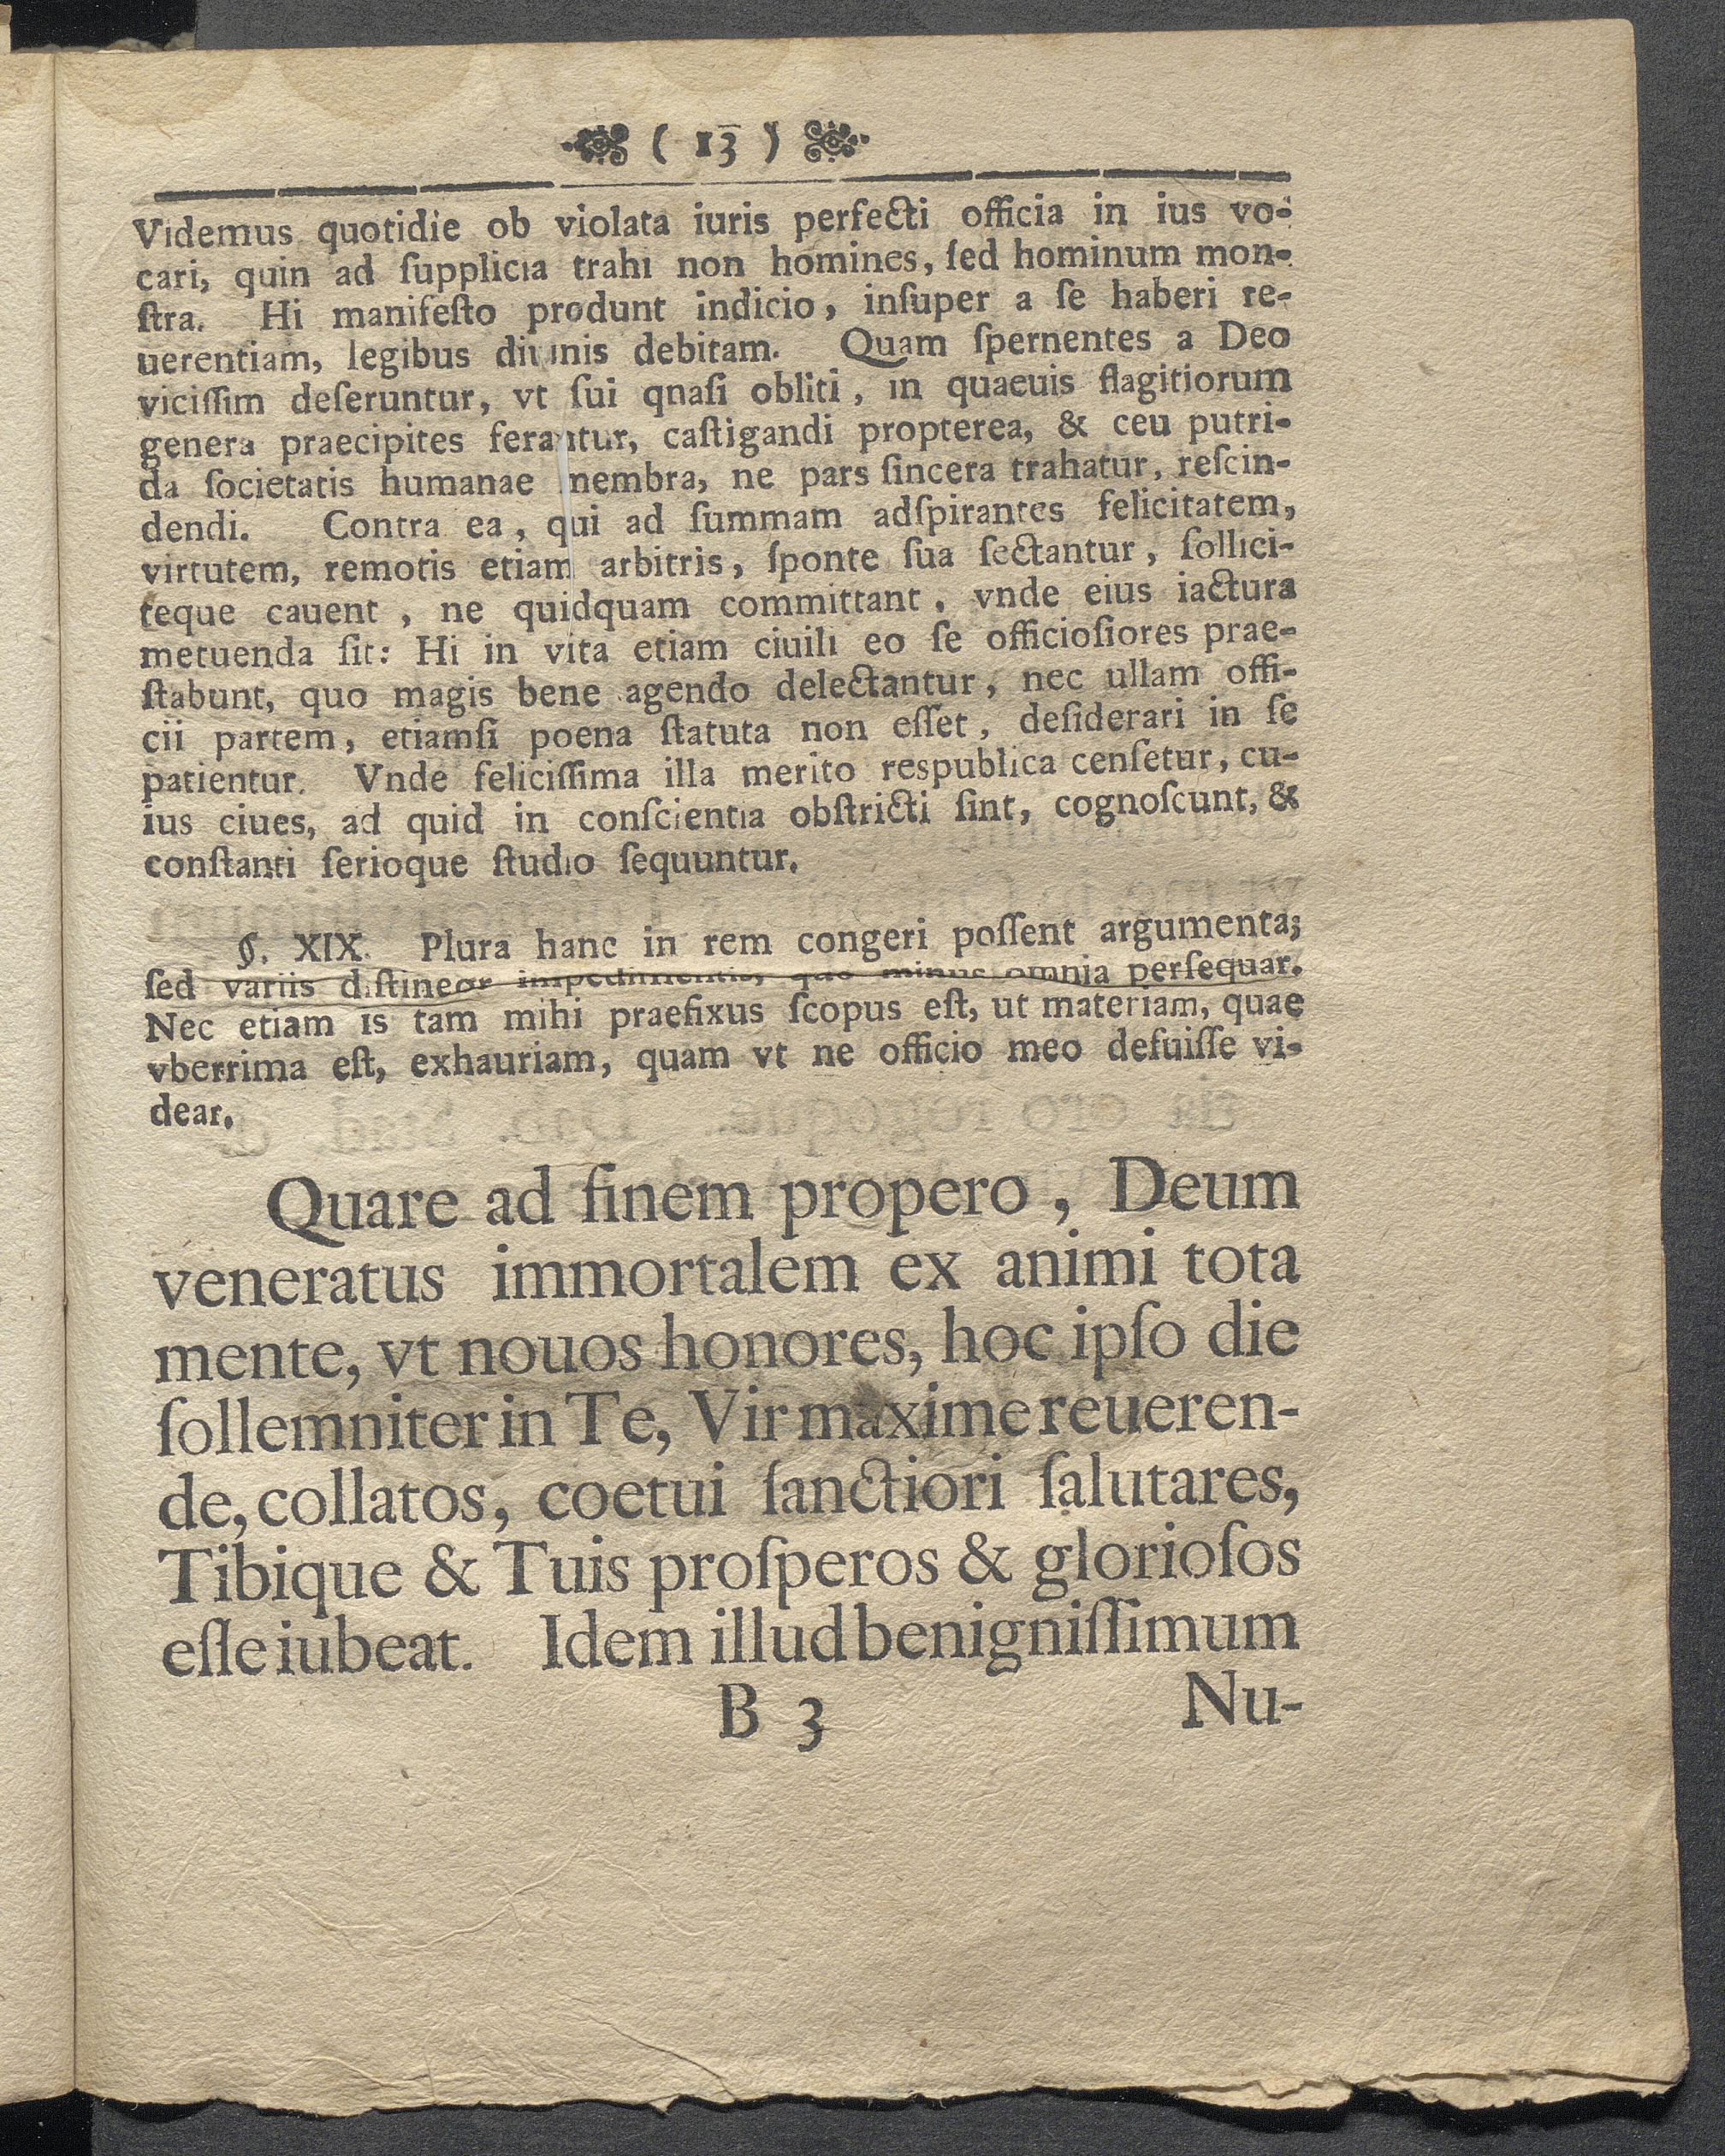 ( 13 )
Videmus quotidie ob violata iuris perfecti officia in ius vo-
cari, quin ad ſupplicia trahi non homines, ſed hominum mon-
ſtra. Hi manifeſto produnt indicio, inſuper a ſe haberi re-
uerentiam, legibus diuinis debitam. Quam ſpernentes a Deo
viciſſim deſeruntur, vt ſui qnaſi obliti, in quaeuis flagitiorum
genera praecipites ferantur, caſtigandi propterea, & ceu putri-
da ſocietatis humanae membra, ne pars ſincera trahatur, reſcin-
dendi. Contra ea, qui ad ſummam adſpirantes felicitatem,
virtutem, remotis etiam arbitris, ſponte ſua ſectantur, ſollici-
teque cauent, ne quidquam committant, vnde eius iactura
metuenda ſit: Hi in vita etiam ciuili eo ſe officioſiores prae-
ſtabunt, quo magis bene agendo delectantur, nec ullam offi-
cii partem, etiamſi poena ſtatuta non eſſet, deſiderari in ſe
patientur. Vnde feliciſſima illa merito respublica cenſetur, cu-
ius ciues, ad quid in conſcientia obſtricti ſint, cognoſcunt, &
conſtanti ſerioque ſtudio ſequuntur.
§. XIX. Plura hanc in rem congeri poſſent argumenta;
ſed variis diſtineor impedimentis, quo minus omnia perſequar.
Nec etiam is tam mihi praefixus ſcopus eſt, ut materiam, quae
vberrima eſt, exhauriam, quam vt ne officio meo defuiſſe vi-
dear.
Quare ad finem propero, Deum
veneratus immortalem ex animi tota
mente, vt nouos honores, hoc ipſo die
ſollemniter in Te, Vir maxime reueren-
de, collatos, coetui ſanctiori ſalutares,
Tibique & Tuis proſperos & glorioſos
eſſe iubeat. Idem illud benigniſſimum
B 3 Nu-